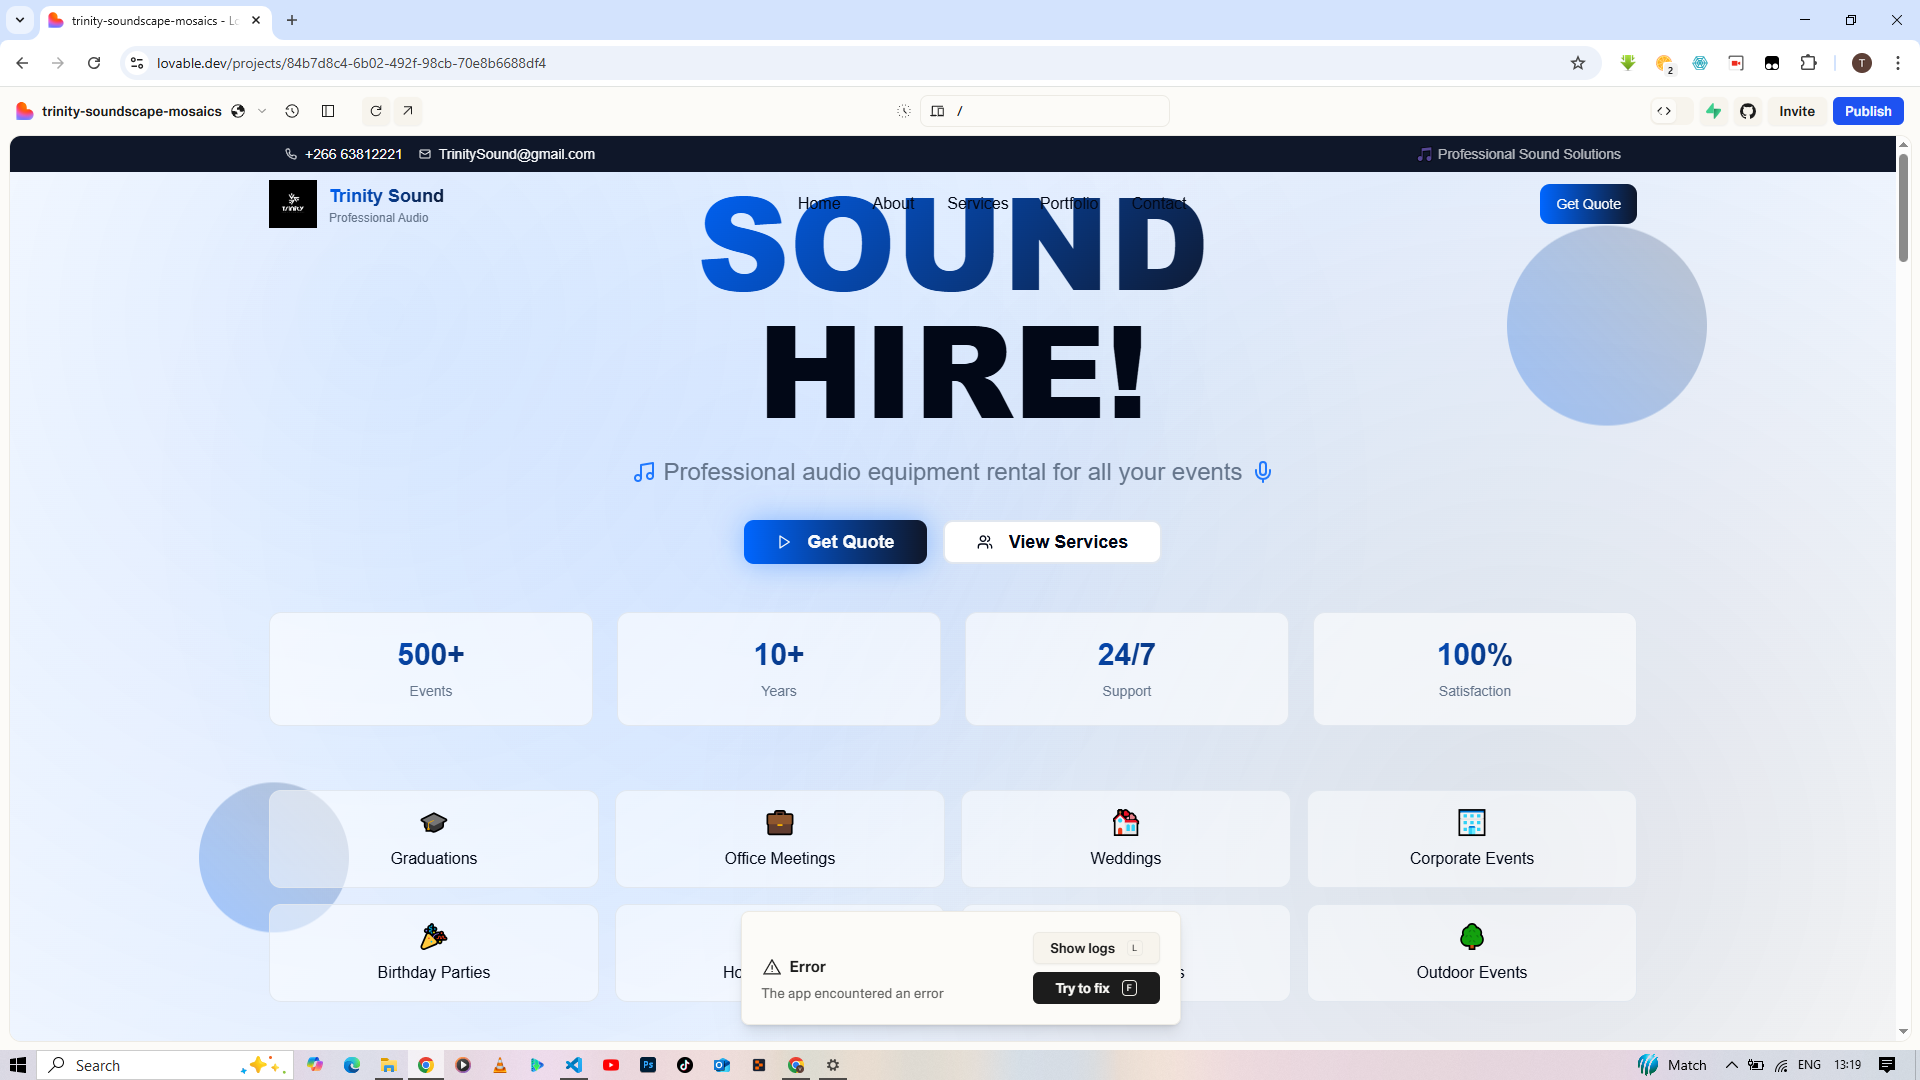 trinity-soundscape-mosaics - Lo
lovable.dev/projects/84b7d8c4-6b02-492f-98cb-70e8b6688df4
2
T
trinity-soundscape-mosaics
/
Invite
Publish
+266 63812221
TrinitySound@gmail.com
Professional Sound Solutions
TRINITY
Trinity Sound
Professional Audio
Home
About
Services
Portfolio
Contact
Get Quote
SOUND
HIRE!
Professional audio equipment rental for all your events
Get Quote
View Services
500+
Events
10+
Years
24/7
Support
100%
Satisfaction
Graduations
Office Meetings
Weddings
Corporate Events
Birthday Parties
Ho
s
Outdoor Events
Error
The app encountered an error
Show logs L
Try to fix F
Search
Ps
Match
ENG
13:19